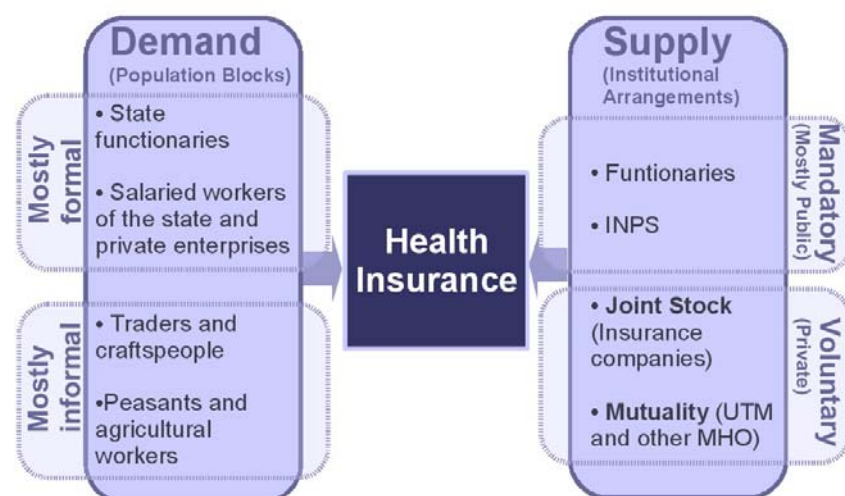 Demand
(Population Blocks)
Mostly
formal
• State
functionaries
• Salaried workers
of the state and
private enterprises
Mostly
informal
• Traders and
craftspeople
•Peasants and
agricultural
workers
Health
Insurance
Supply
(Institutional
Arrangements)
• Funtionaries
• INPS
Mandatory
(Mostly Public)
• Joint Stock
(Insurance
companies)
• Mutuality (UTM
and other MHO)
Voluntary
(Private)